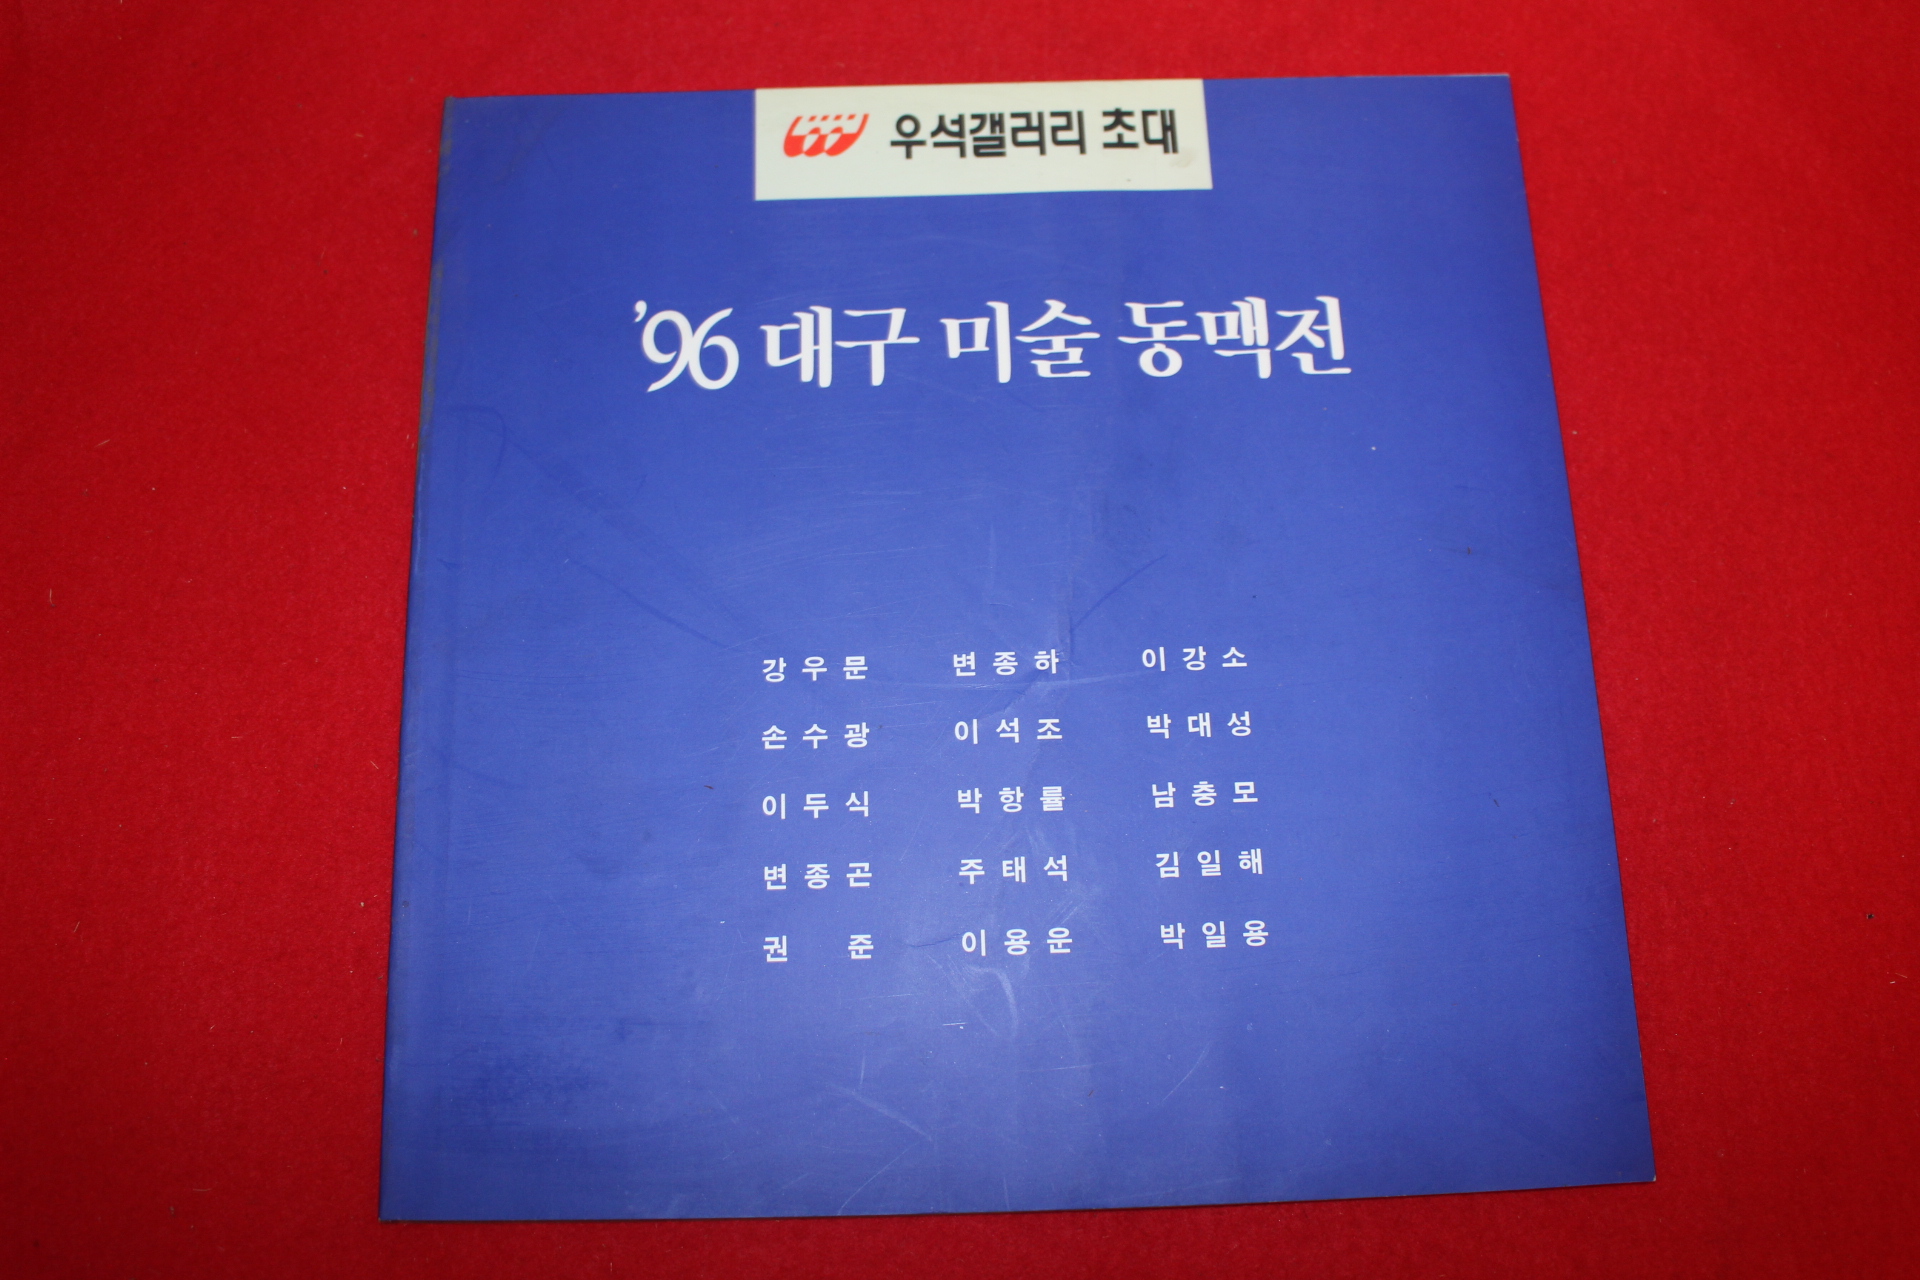 우석갤러리 초대
'96 대구 미술 동맥전
강우문 변종하 이강소
손수광 이석조 박대성
이두식 박항률 남충모
변종곤 주태석 김일해
권 준 이용운 박일용